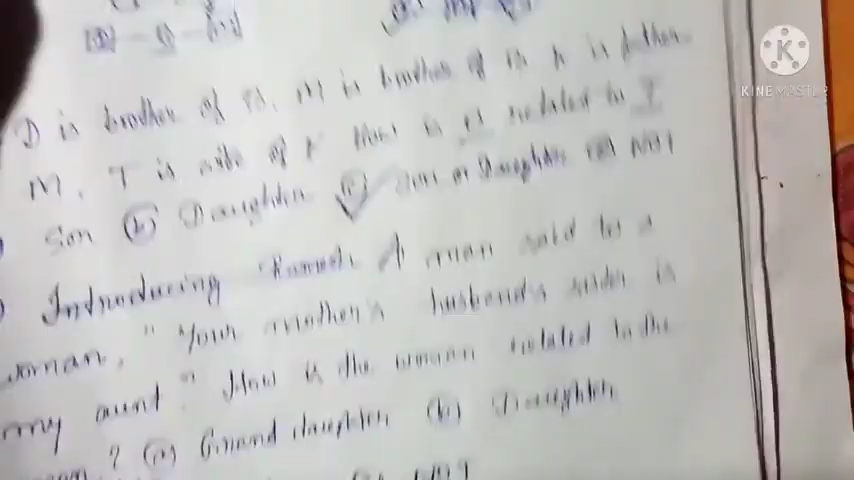 D is brother of B. M is brother of B. K is father
M. T is wife of K How is B related to T
Son (b) Daughter (c) Son or Daughter (d) NOT
Introducing Ramesh A man said to a
woman, "Your mother's husband's sister is
my aunt" How is the woman related to the
? (a) Grand daughter (b) Daughter
KINEMASTER